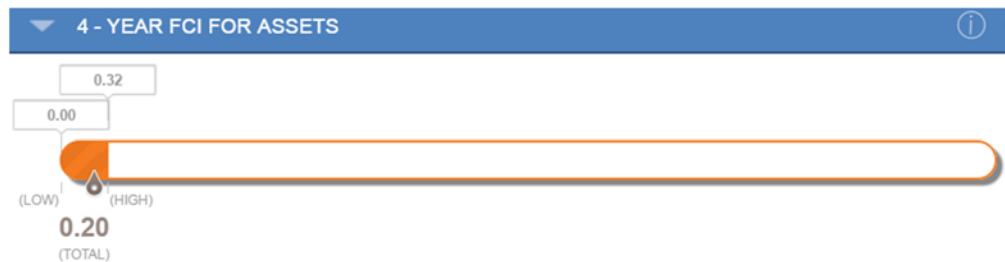 4 - YEAR FCI FOR ASSETS
0.32
0.00
(LOW) (HIGH)
0.20
(TOTAL)